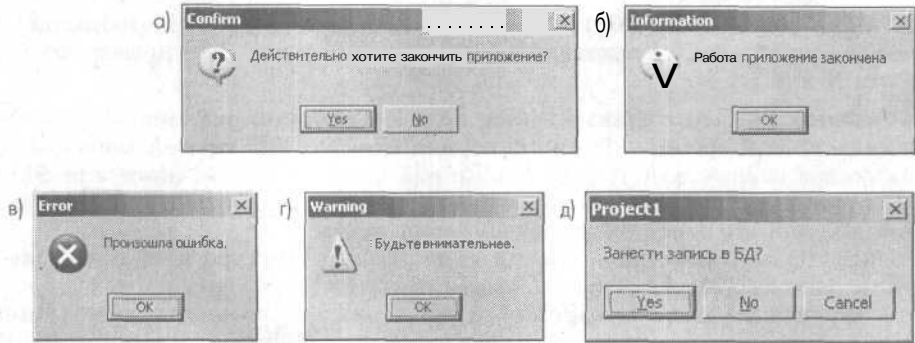 а) Confirm
Действительно хотите закончить приложение?
Yes No
б) Information
Работа приложение закончена
OK
в) Error
Произошла ошибка.
OK
г) Warning
Будьте внимательнее.
OK
д) Project1
Занести запись в БД?
Yes No Cancel